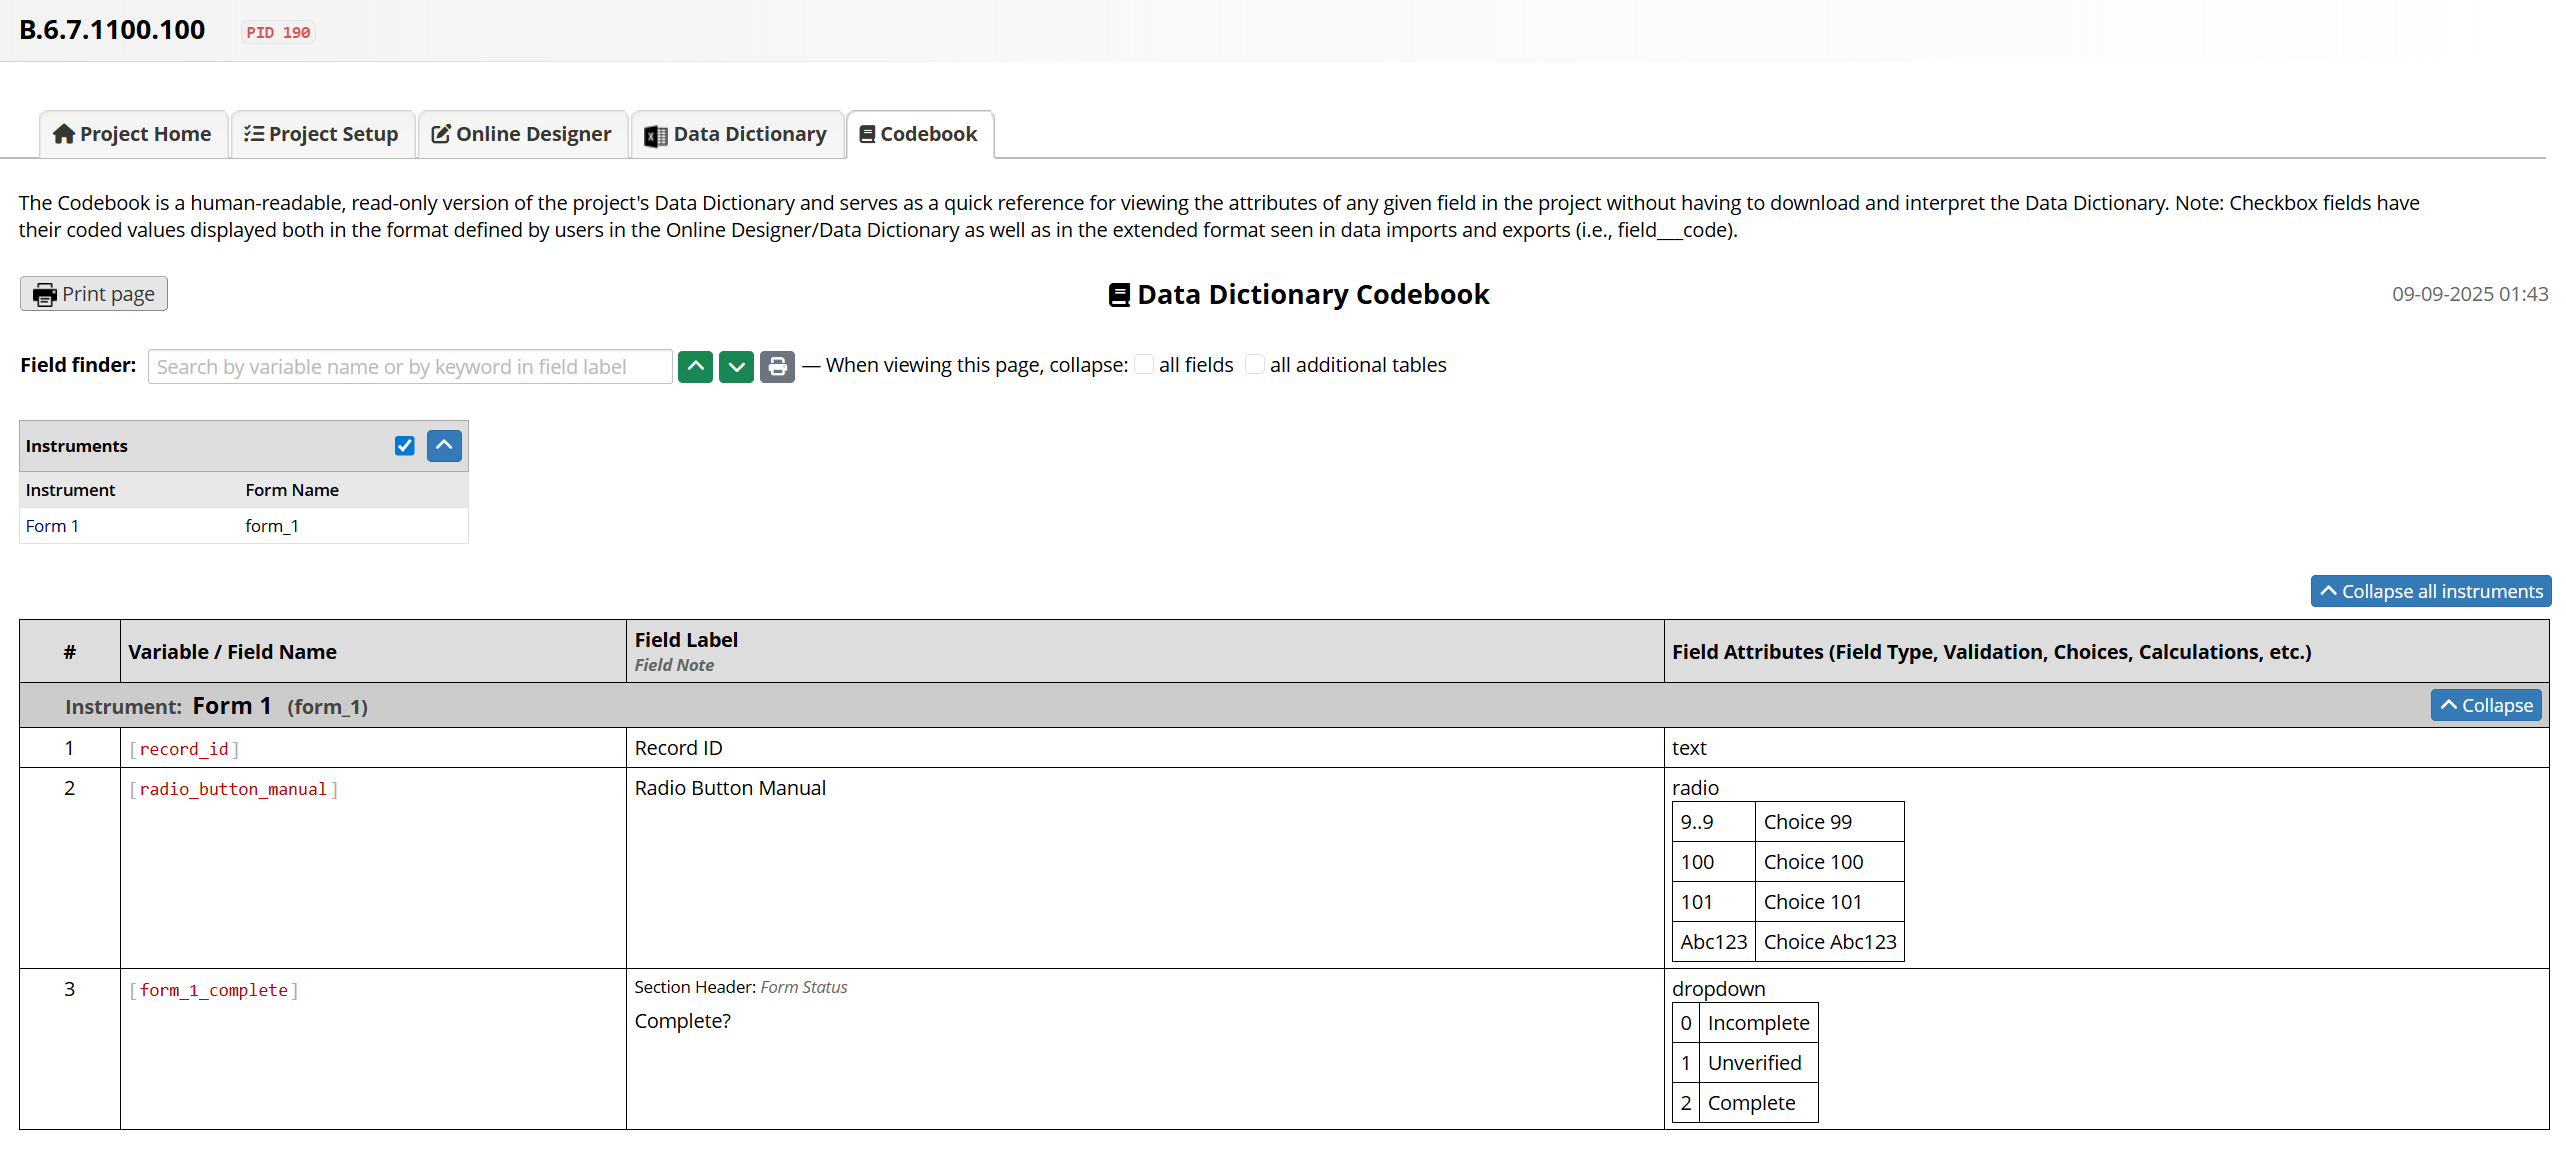 B.6.7.1100.100 PID 190
Project Home Project Setup Online Designer Data Dictionary Codebook
The Codebook is a human-readable, read-only version of the project's Data Dictionary and serves as a quick reference for viewing the attributes of any given field in the project without having to download and interpret the Data Dictionary. Note: Checkbox fields have
their coded values displayed both in the format defined by users in the Online Designer/Data Dictionary as well as in the extended format seen in data imports and exports (i.e., field___code).
Print page Data Dictionary Codebook 09-09-2025 01:43
Field finder: Search by variable name or by keyword in field label — When viewing this page, collapse: all fields all additional tables
Instruments
Instrument Form Name
Form 1 form_1
Collapse all instruments
# Variable / Field Name Field Label Field Attributes (Field Type, Validation, Choices, Calculations, etc.)
Field Note
Instrument: Form 1 (form_1) Collapse
1 [record_id] Record ID text
2 [radio_button_manual] Radio Button Manual radio
9..9 Choice 99
100 Choice 100
101 Choice 101
Abc123 Choice Abc123
3 [form_1_complete] Section Header: Form Status dropdown
Complete?
0 Incomplete
1 Unverified
2 Complete